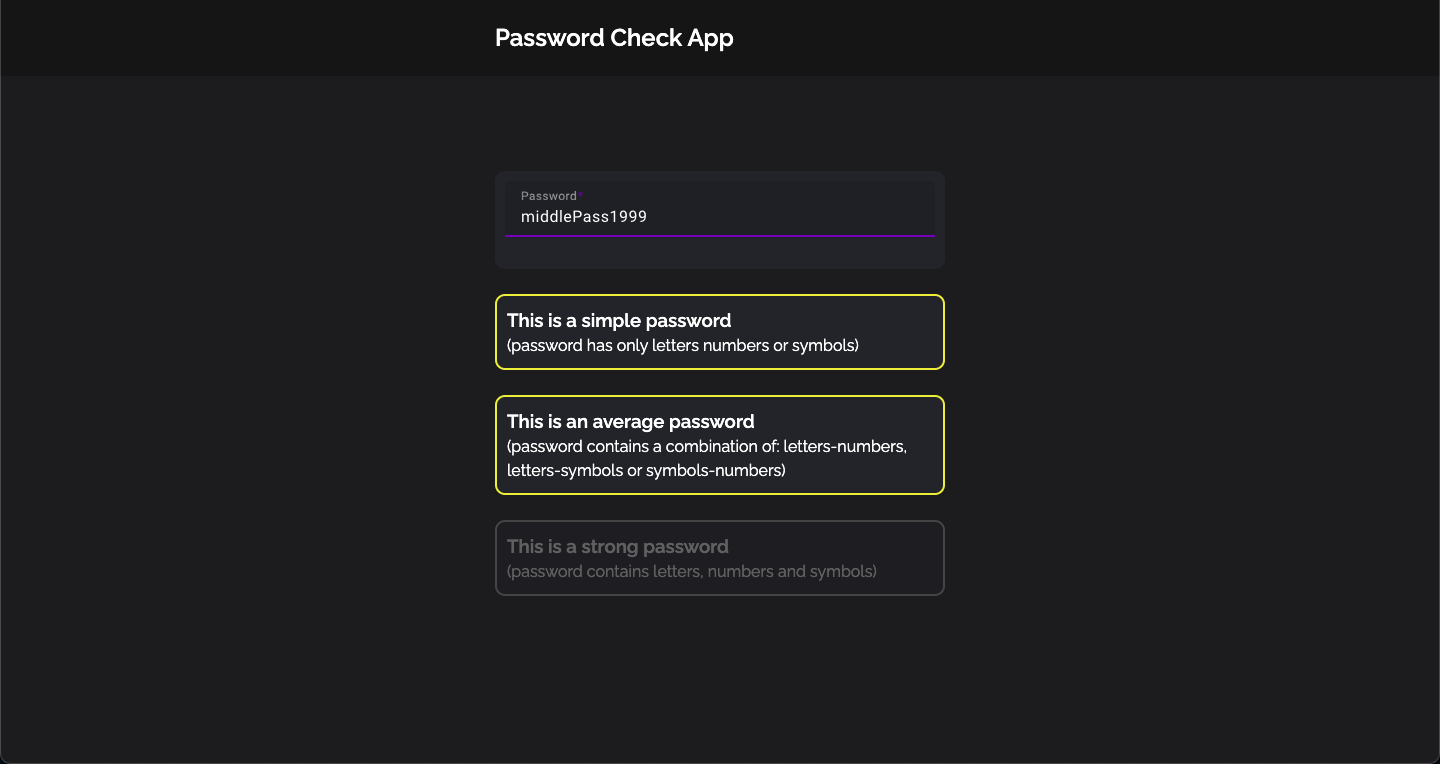 Password Check App
Password*
middlePass1999
This is a simple password
(password has only letters numbers or symbols)
This is an average password
(password contains a combination of: letters-numbers,
letters-symbols or symbols-numbers)
This is a strong password
(password contains letters, numbers and symbols)